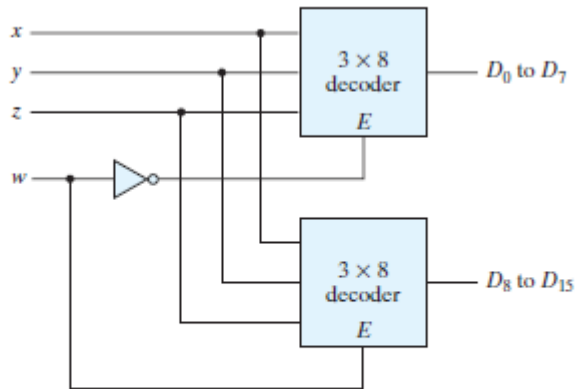 x
y
z
w
3 × 8
decoder
E
D₀ to D₇
3 × 8
decoder
E
D₈ to D₁₅